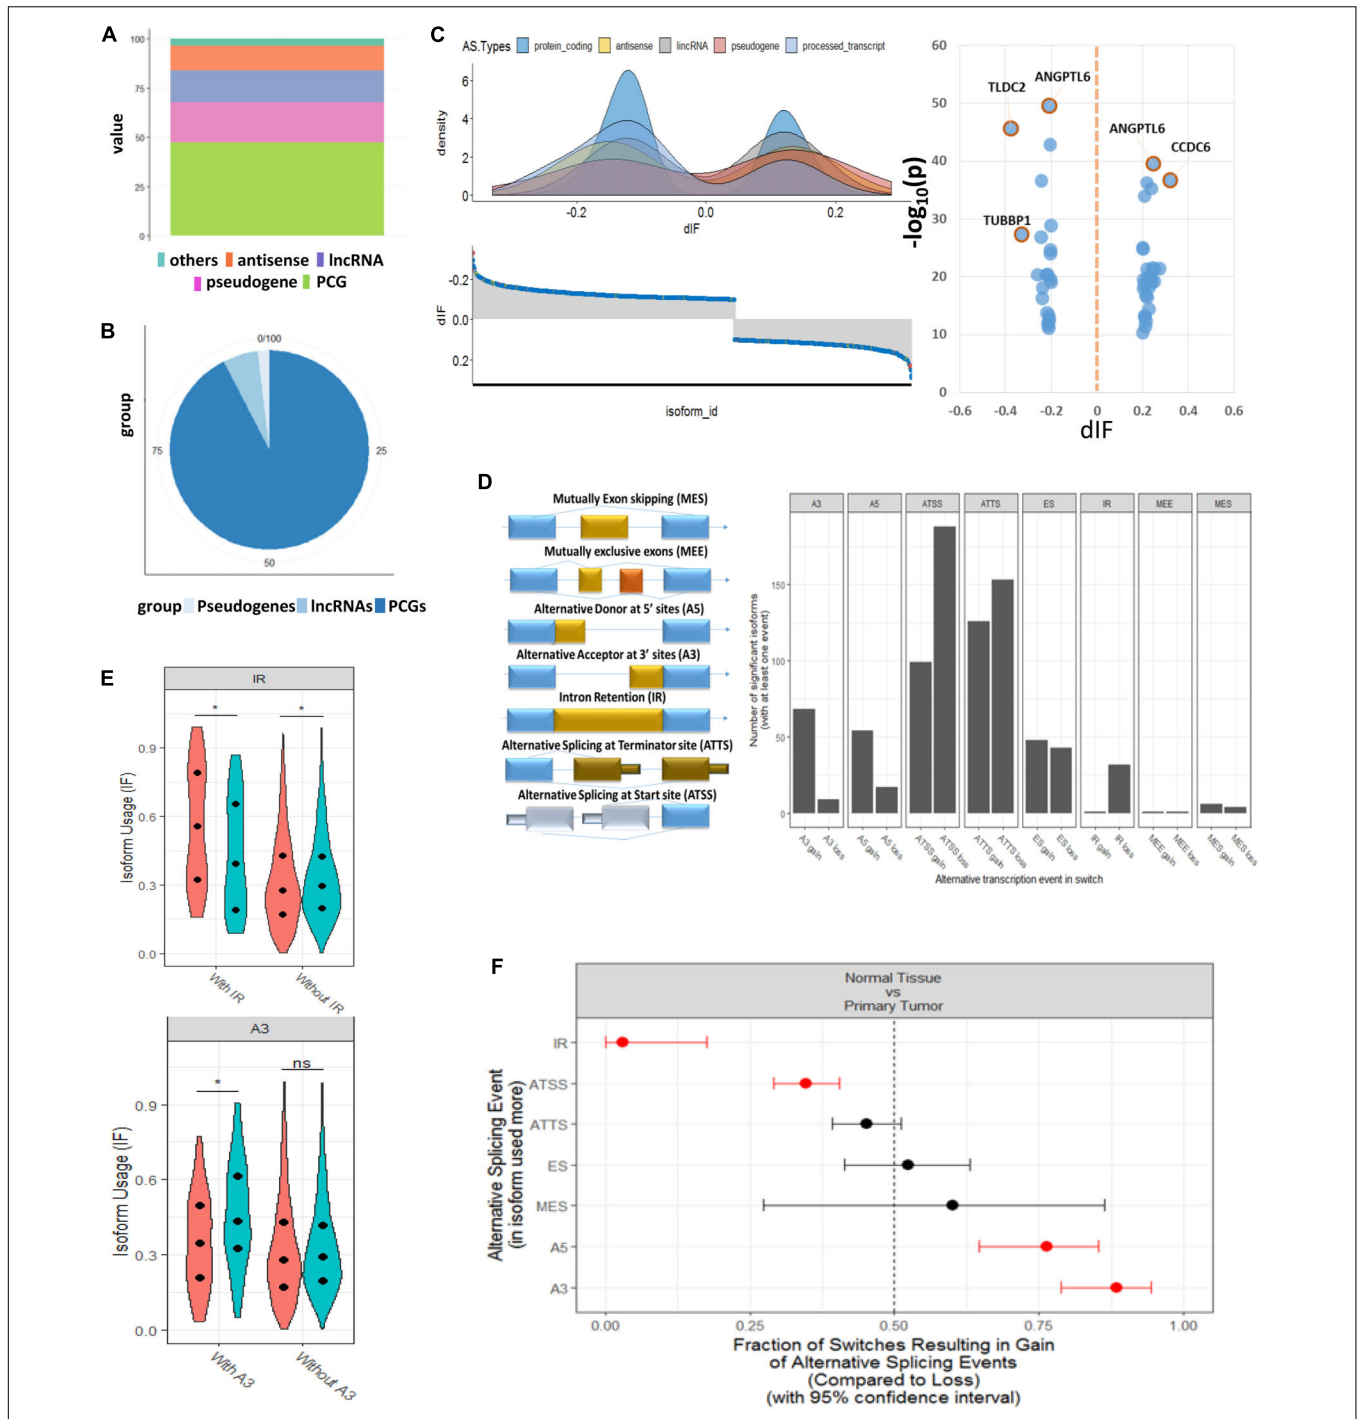 A
value
100
75
50
25
0
others antisense lncRNA
pseudogene PCG
B
group
0/100
75
25
50
group Pseudogenes lncRNAs PCGs
C
AS.Types protein_coding antisense lincRNA pseudogene processed_transcript
density
6
4
2
0
-0.2 0.0 0.2
dIF
dIF
-0.2
0.0
0.2
isoform_id
-log10(p)
60
50
40
30
20
10
0
TLDC2
ANGPTL6
ANGPTL6
CCDC6
TUBBP1
-0.6 -0.4 -0.2 0 0.2 0.4 0.6
dIF
D
Mutually Exon skipping (MES)
Mutually exclusive exons (MEE)
Alternative Donor at 5' sites (A5)
Alternative Acceptor at 3' sites (A3)
Intron Retention (IR)
Alternative Splicing at Terminator site (ATTS)
Alternative Splicing at Start site (ATSS)
A3 A5 ATSS ATTS ES IR MEE MES
Number of significant isoforms
(with at least one event)
150
100
50
0
A3 gain A3 loss A5 gain A5 loss ATSS gain ATSS loss ATTS gain ATTS loss ES gain ES loss IR gain IR loss MEE gain MEE loss MES gain MES loss
Alternative transcription event in switch
E
IR
Isoform Usage (IF)
* *
0.9
0.6
0.3
0.0
With IR Without IR
A3
Isoform Usage (IF)
* ns
0.9
0.6
0.3
0.0
With A3 Without A3
F
Normal Tissue
vs
Primary Tumor
Alternative Splicing Event
(in isoform used more)
IR
ATSS
ATTS
ES
MES
A5
A3
0.00 0.25 0.50 0.75 1.00
Fraction of Switches Resulting in Gain
of Alternative Splicing Events
(Compared to Loss)
(with 95% confidence interval)